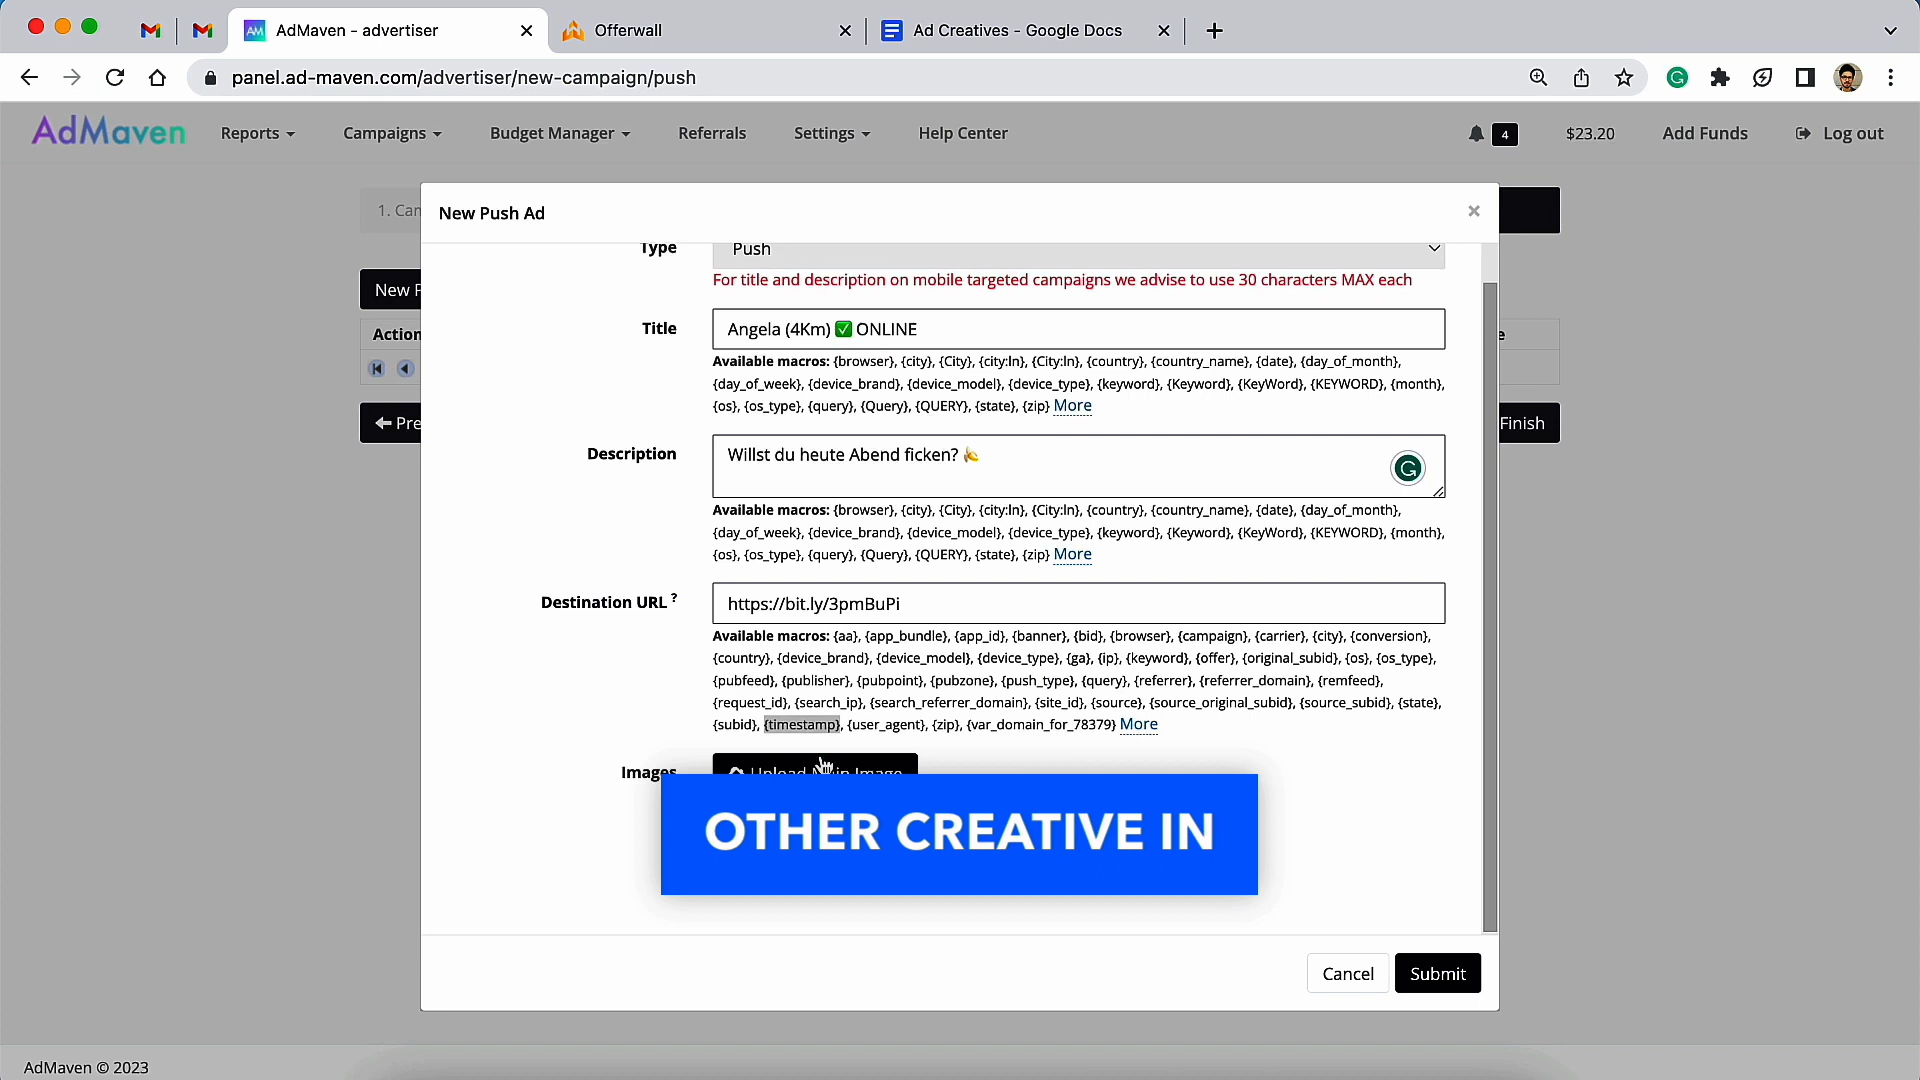 AdMaven - advertiser
Offerwall
Ad Creatives - Google Docs
panel.ad-maven.com/advertiser/new-campaign/push
AdMaven
Reports
Campaigns
Budget Manager
Referrals
Settings
Help Center
4
$23.20
Add Funds
Log out
1. Can
New Push Ad
New P
Type
Push
For title and description on mobile targeted campaigns we advise to use 30 characters MAX each
Action
e
Title
Angela (4Km) ✅ ONLINE
Available macros: {browser}, {city}, {City}, {city:ln}, {City:ln}, {country}, {country_name}, {date}, {day_of_month},
{day_of_week}, {device_brand}, {device_model}, {device_type}, {keyword}, {Keyword}, {KeyWord}, {KEYWORD}, {month},
{os}, {os_type}, {query}, {Query}, {QUERY}, {state}, {zip} More
Pre
Finish
Description
Willst du heute Abend ficken? 🍌
Available macros: {browser}, {city}, {City}, {city:ln}, {City:ln}, {country}, {country_name}, {date}, {day_of_month},
{day_of_week}, {device_brand}, {device_model}, {device_type}, {keyword}, {Keyword}, {KeyWord}, {KEYWORD}, {month},
{os}, {os_type}, {query}, {Query}, {QUERY}, {state}, {zip} More
Destination URL ?
https://bit.ly/3pmBuPi
Available macros: {aa}, {app_bundle}, {app_id}, {banner}, {bid}, {browser}, {campaign}, {carrier}, {city}, {conversion},
{country}, {device_brand}, {device_model}, {device_type}, {ga}, {ip}, {keyword}, {offer}, {original_subid}, {os}, {os_type},
{pubfeed}, {publisher}, {pubpoint}, {pubzone}, {push_type}, {query}, {referrer}, {referrer_domain}, {remfeed},
{request_id}, {search_ip}, {search_referrer_domain}, {site_id}, {source}, {source_original_subid}, {source_subid}, {state},
{subid}, {timestamp}, {user_agent}, {zip}, {var_domain_for_78379} More
Images
Upload Main Image
OTHER CREATIVE IN
Cancel
Submit
AdMaven © 2023